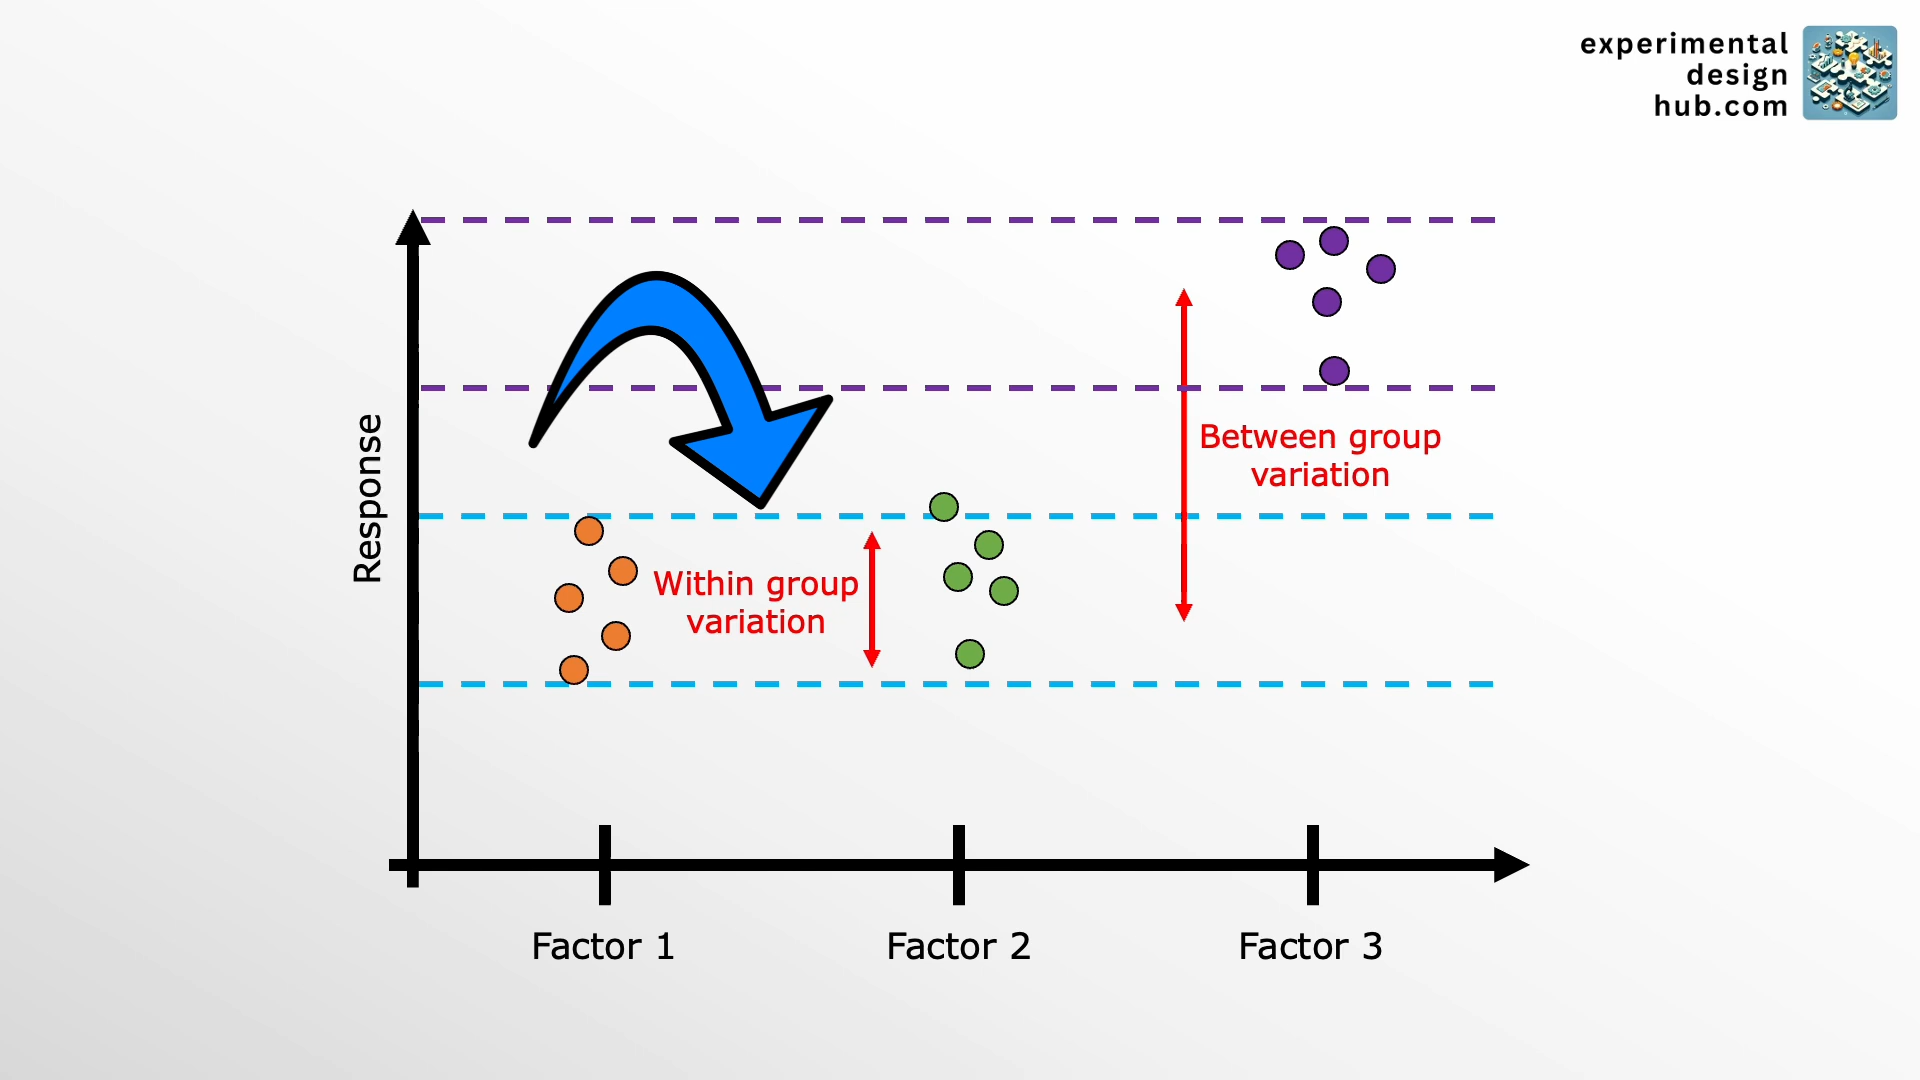 experimental
design
hub.com
Response
Between group
variation
Within group
variation
Factor 1
Factor 2
Factor 3